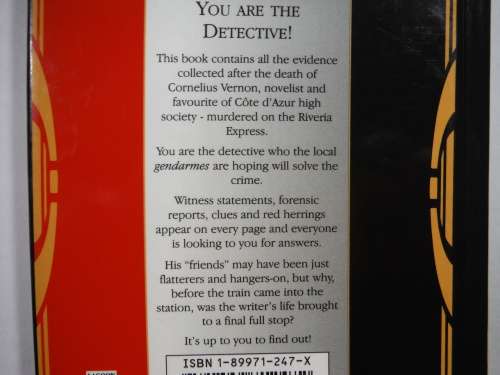 YOU ARE THE
DETECTIVE!
This book contains all the evidence
collected after the death of
Cornelius Vernon, novelist and
favourite of Côte d'Azur high
society - murdered on the Riveria
Express.
You are the detective who the local
gendarmes are hoping will solve the
crime.
Witness statements, forensic
reports, clues and red herrings
appear on every page and everyone
is looking to you for answers.
His "friends" may have been just
flatterers and hangers-on, but why,
before the train came into the
station, was the writer's life brought
to a final full stop?
It's up to you to find out!
ISBN 1-89971-247-X